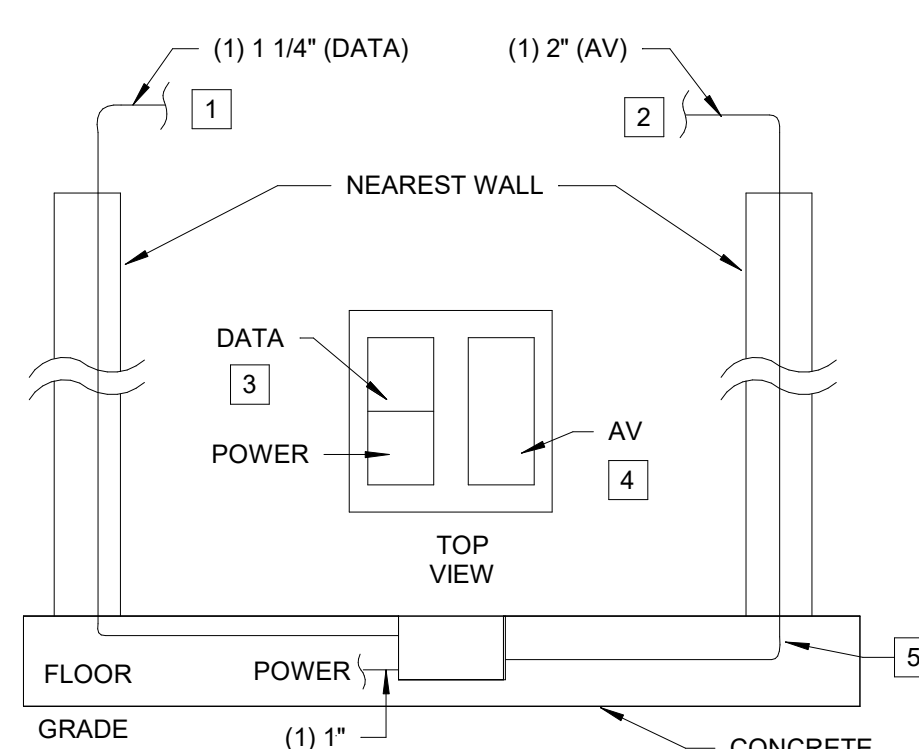 (1) 1 1/4" (DATA)
(1) 2" (AV)
1
2
NEAREST WALL
DATA
3
POWER
AV
4
TOP
VIEW
5
FLOOR
POWER
GRADE
(1) 1"
CONCRETE